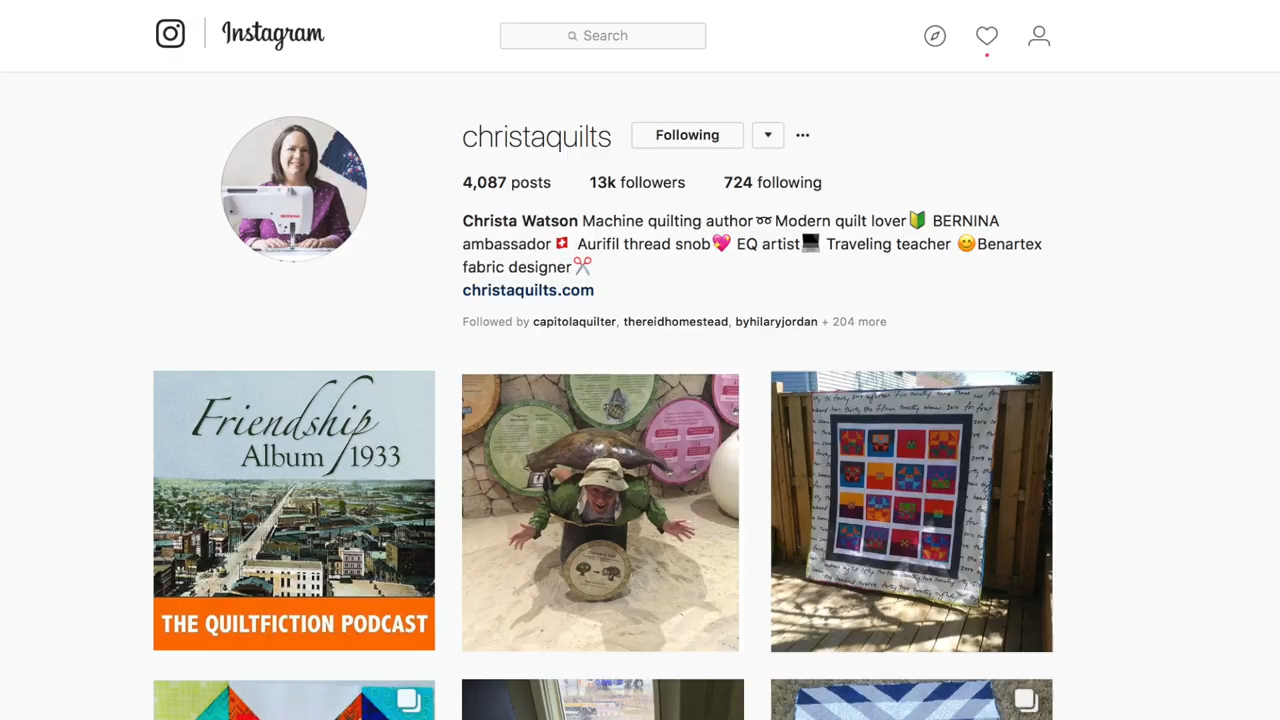 Instagram
Search
christaquilts
Following
4,087 posts 13k followers 724 following
Christa Watson Machine quilting author➿Modern quilt lover🔰 BERNINA
ambassador🇨🇭 Aurifil thread snob💖 EQ artist💻 Traveling teacher 😊Benartex
fabric designer✂️
christaquilts.com
Followed by capitolaquilter, thereidhomestead, byhilaryjordan + 204 more
BERNINA
Friendship
Album 1933
THE QUILTFICTION PODCAST